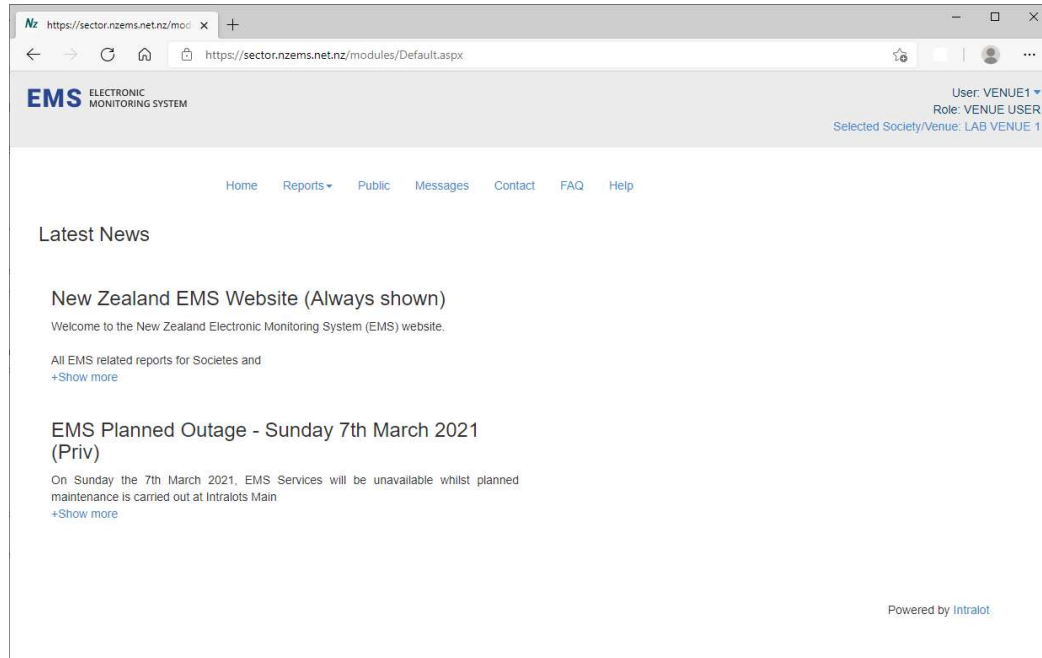 Nz https://sector.nzems.net.nz/mod
https://sector.nzems.net.nz/modules/Default.aspx
EMS ELECTRONIC
MONITORING SYSTEM
User: VENUE1
Role: VENUE USER
Selected Society/Venue: LAB VENUE 1
Home Reports Public Messages Contact FAQ Help
Latest News
New Zealand EMS Website (Always shown)
Welcome to the New Zealand Electronic Monitoring System (EMS) website.
All EMS related reports for Societes and
+Show more
EMS Planned Outage - Sunday 7th March 2021
(Priv)
On Sunday the 7th March 2021, EMS Services will be unavailable whilst planned
maintenance is carried out at Intralots Main
+Show more
Powered by Intralot